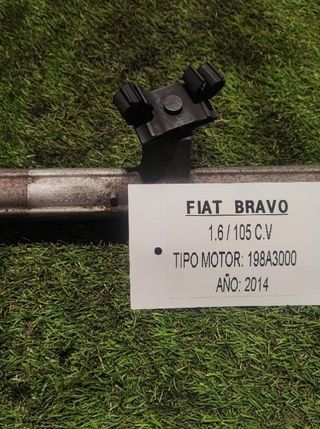 FIAT BRAVO
1.6 / 105 C.V
TIPO MOTOR: 198A3000
AÑO: 2014